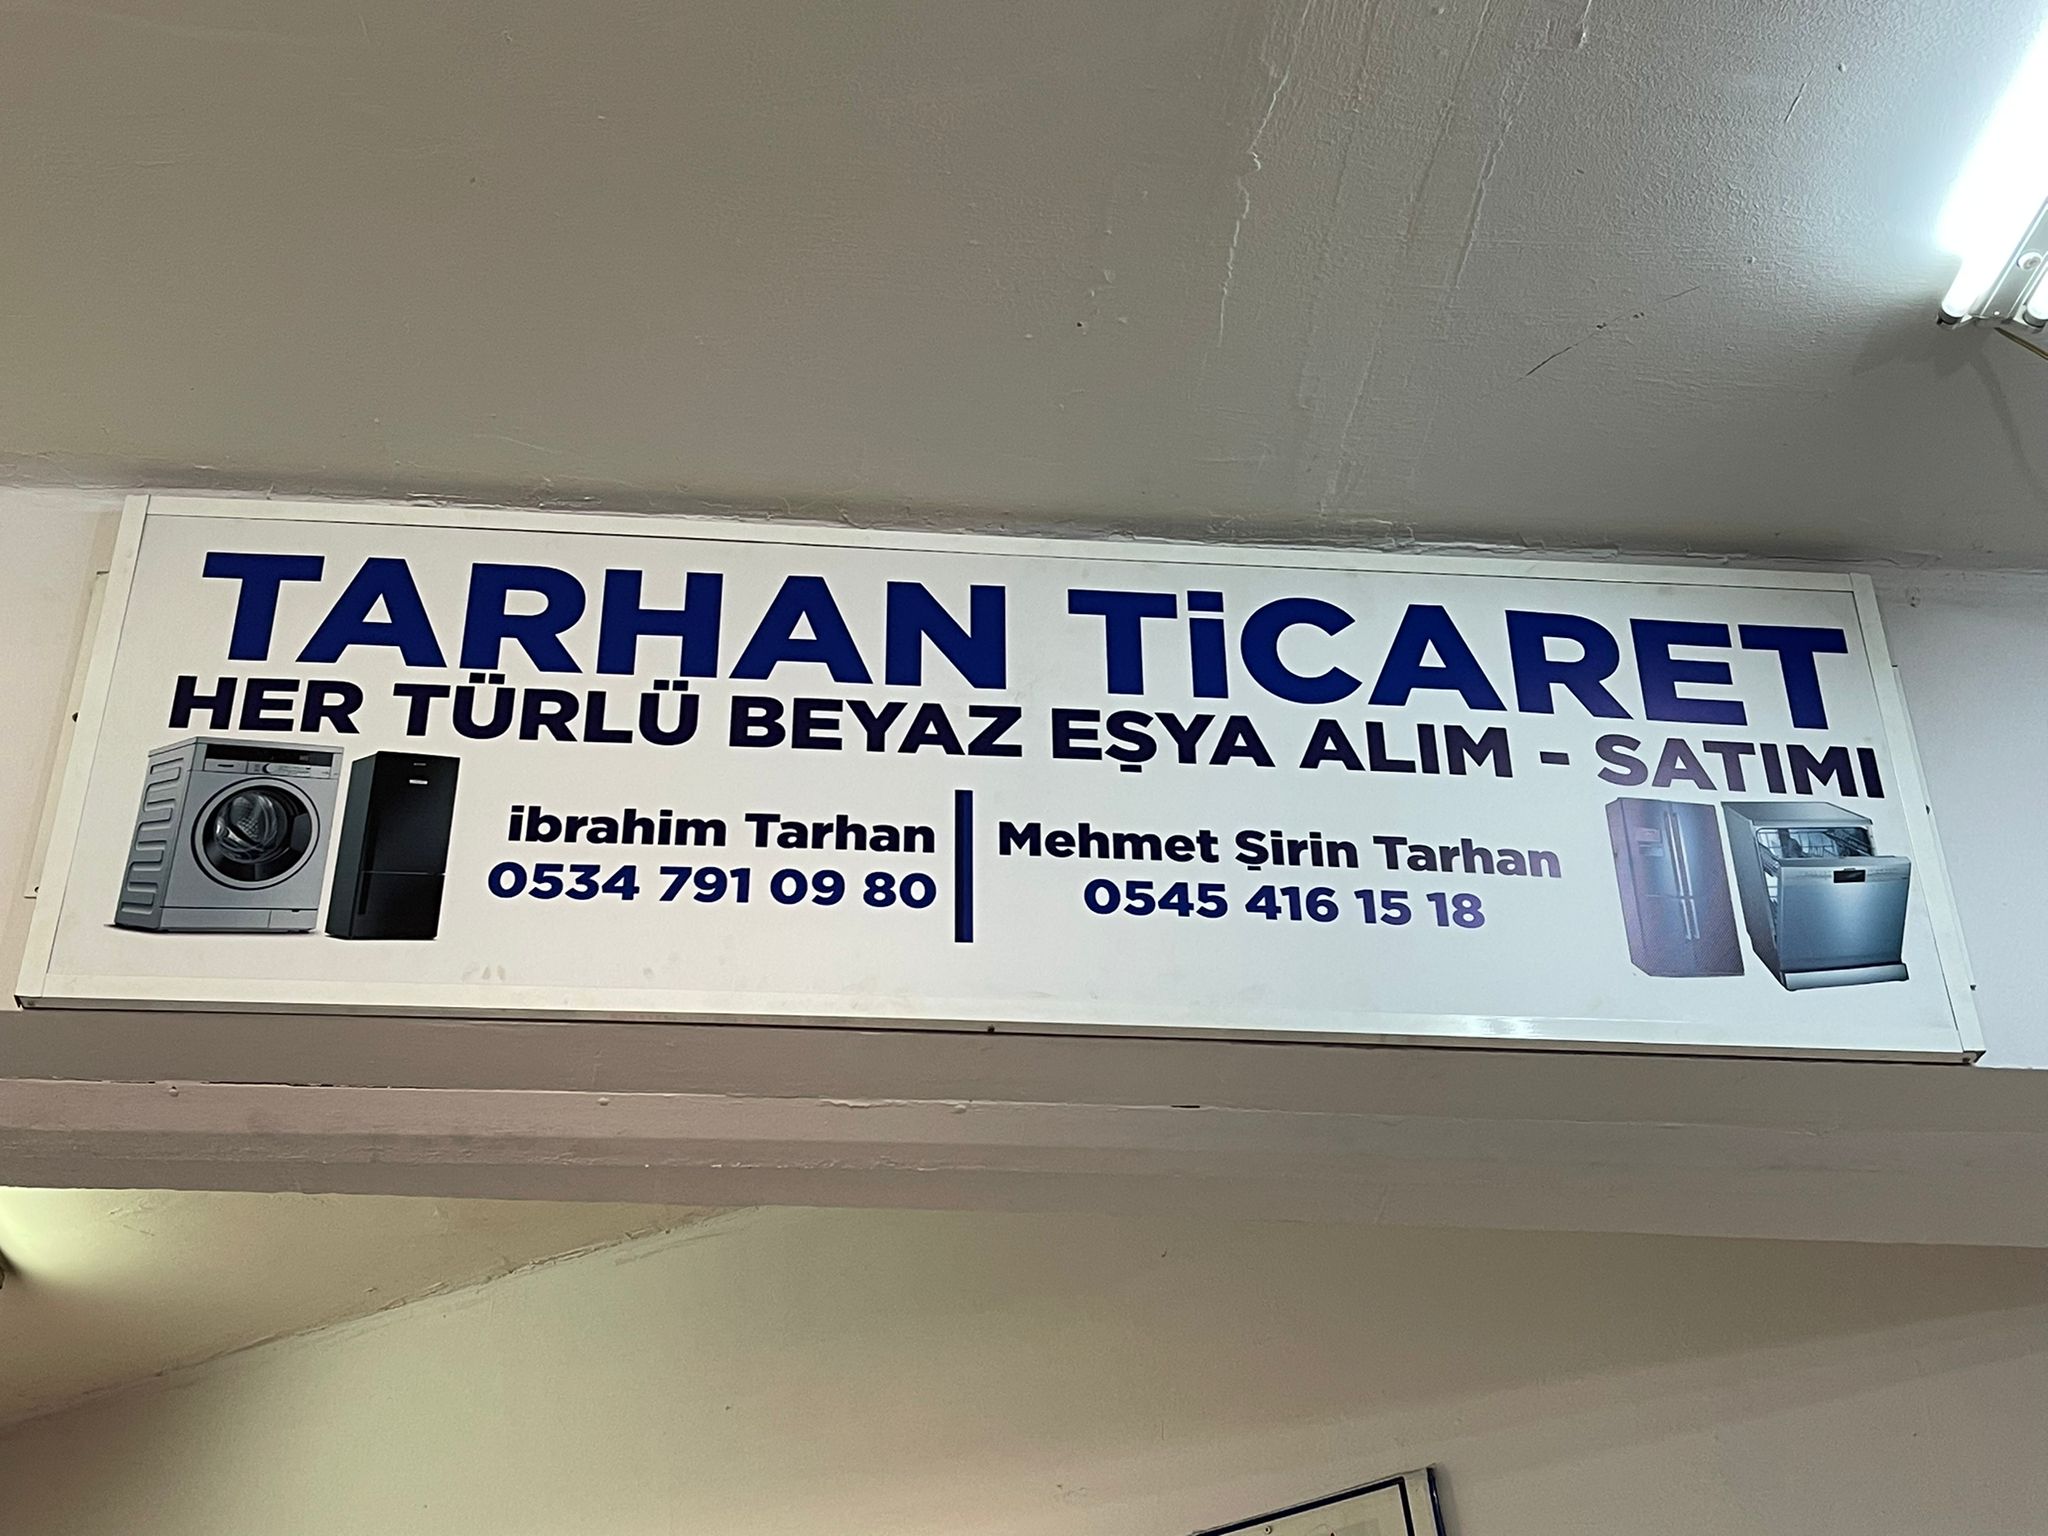 TARHAN TiCARET
HER TÜRLÜ BEYAZ EŞYA ALIM - SATIMI
ibrahim Tarhan
0534 791 09 80
Mehmet Şirin Tarhan
0545 416 15 18